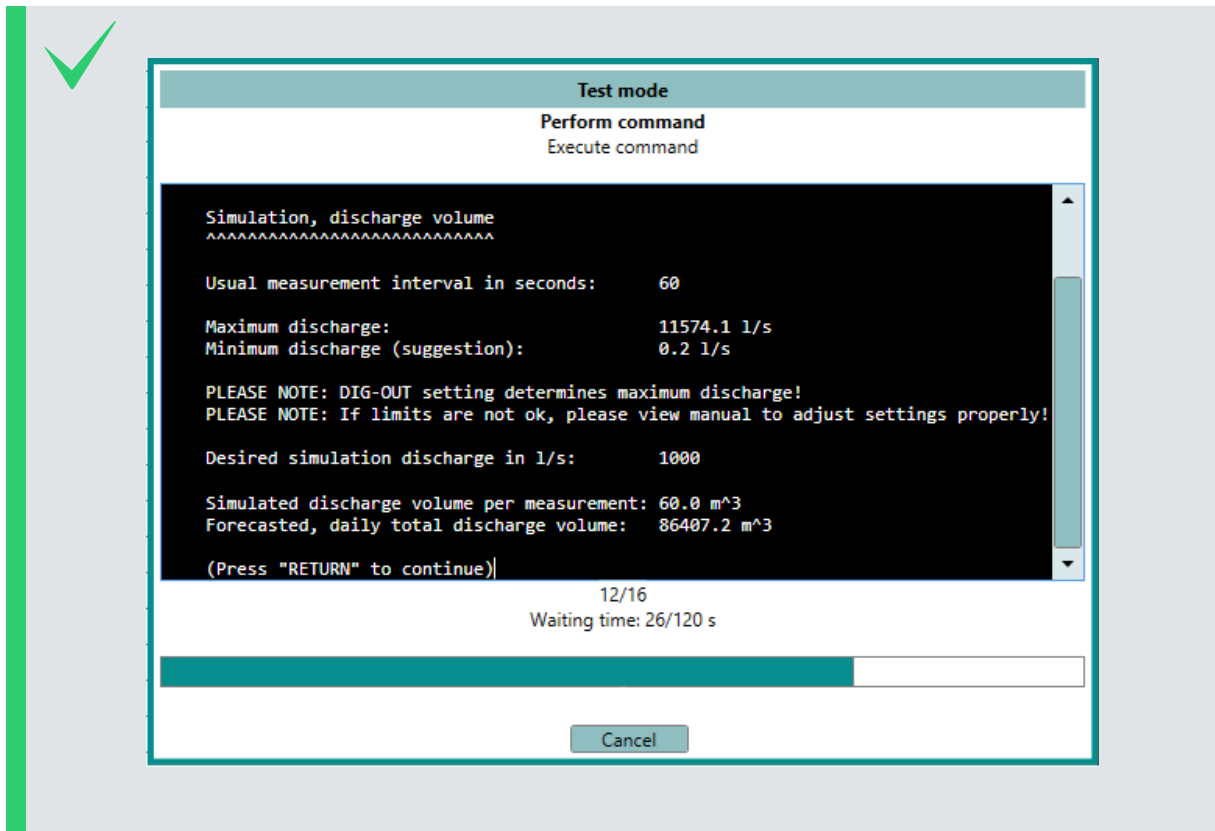 Test mode
Perform command
Execute command
Simulation, discharge volume
^^^^^^^^^^^^^^^^^^^^^^^^^^^^
Usual measurement interval in seconds: 60
Maximum discharge: 11574.1 l/s
Minimum discharge (suggestion): 0.2 l/s
PLEASE NOTE: DIG-OUT setting determines maximum discharge!
PLEASE NOTE: If limits are not ok, please view manual to adjust settings properly!
Desired simulation discharge in l/s: 1000
Simulated discharge volume per measurement: 60.0 m^3
Forecasted, daily total discharge volume: 86407.2 m^3
(Press "RETURN" to continue)
12/16
Waiting time: 26/120 s
Cancel